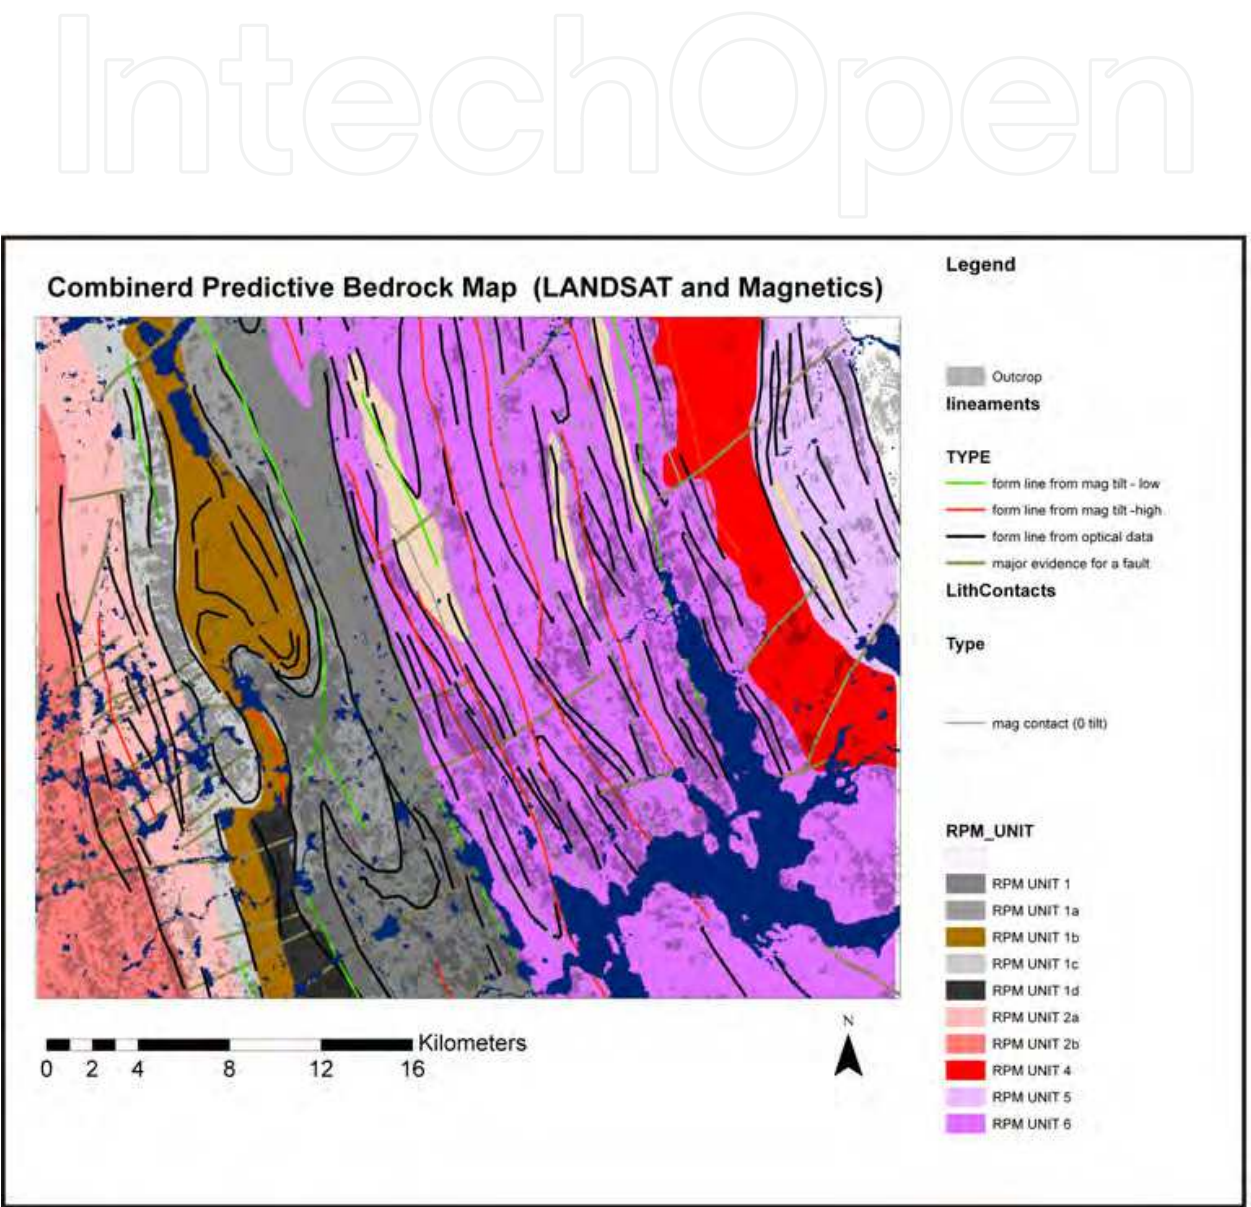 IntechOpen
Combinerd Predictive Bedrock Map (LANDSAT and Magnetics)
Legend
Outcrop
lineaments
TYPE
form line from mag tilt - low
form line from mag tilt -high
form line from optical data
major evidence for a fault
LithContacts
Type
mag contact (0 tilt)
RPM_UNIT
RPM UNIT 1
RPM UNIT 1a
RPM UNIT 1b
RPM UNIT 1c
RPM UNIT 1d
RPM UNIT 2a
RPM UNIT 2b
RPM UNIT 4
RPM UNIT 5
RPM UNIT 6
N
Kilometers
0 2 4 8 12 16